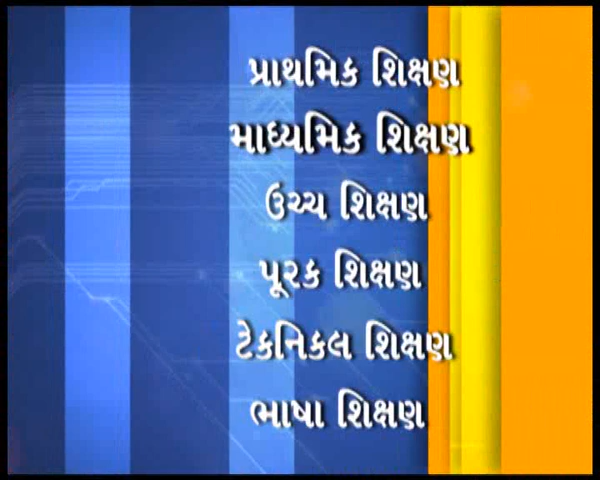 પ્રાથમિક શિક્ષણ
માધ્યમિક શિક્ષણ
ઉચ્ચ શિક્ષણ
પૂરક શિક્ષણ
ટેકનિકલ શિક્ષણ
ભાષા શિક્ષણ